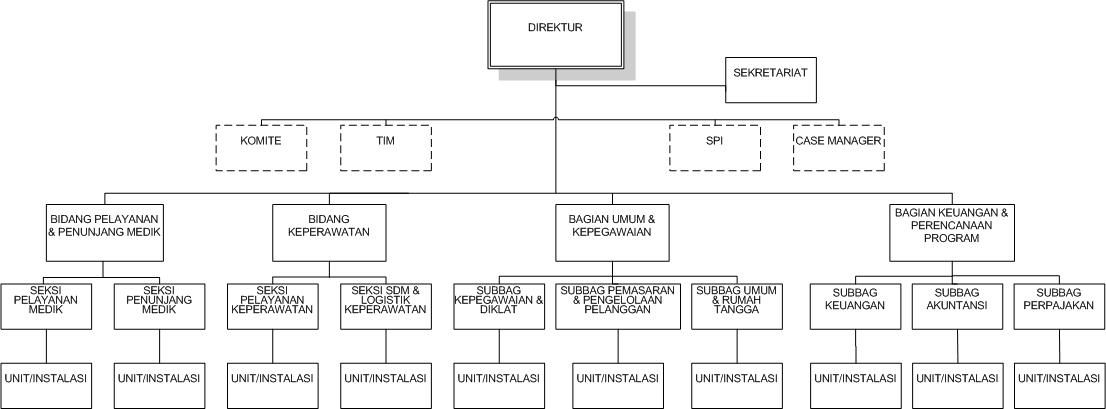 DIREKTUR
SEKRETARIAT
KOMITE
TIM
SPI
CASE MANAGER
BIDANG PELAYANAN
& PENUNJANG MEDIK
BIDANG
KEPERAWATAN
BAGIAN UMUM &
KEPEGAWAIAN
BAGIAN KEUANGAN &
PERENCANAAN
PROGRAM
SEKSI
PELAYANAN
MEDIK
SEKSI
PENUNJANG
MEDIK
SEKSI
PELAYANAN
KEPERAWATAN
SEKSI SDM &
LOGISTIK
KEPERAWATAN
SUBBAG
KEPEGAWAIAN &
DIKLAT
SUBBAG PEMASARAN
& PENGELOLAAN
PELANGGAN
SUBBAG UMUM
& RUMAH
TANGGA
SUBBAG
KEUANGAN
SUBBAG
AKUNTANSI
SUBBAG
PERPAJAKAN
UNIT/INSTALASI
UNIT/INSTALASI
UNIT/INSTALASI
UNIT/INSTALASI
UNIT/INSTALASI
UNIT/INSTALASI
UNIT/INSTALASI
UNIT/INSTALASI
UNIT/INSTALASI
UNIT/INSTALASI